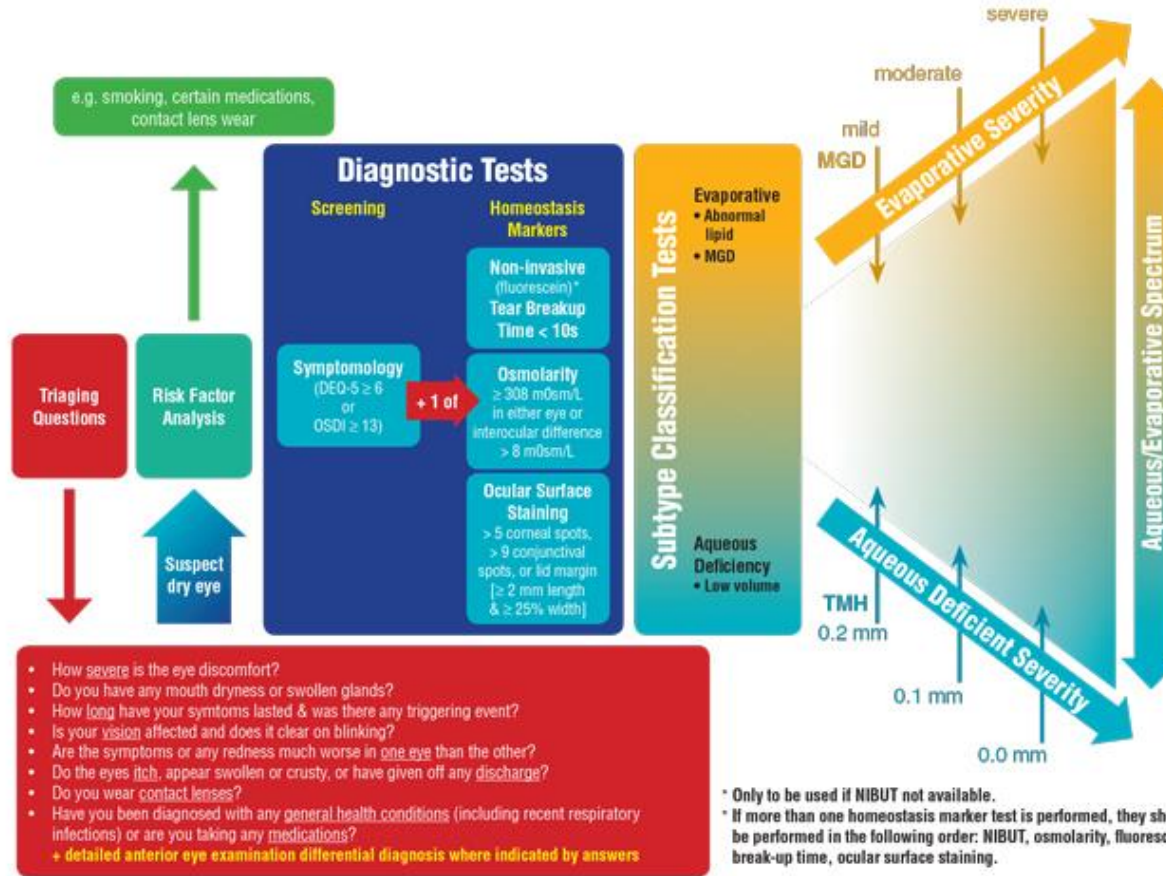 e.g. smoking, certain medications,
contact lens wear
Triaging
Questions
Risk Factor
Analysis
Suspect
dry eye
Diagnostic Tests
Screening
Symptomology
(DEQ-5 ≥ 6
or
OSDI ≥ 13)
+ 1 of
Homeostasis
Markers
Non-invasive
(fluorescein)*
Tear Breakup
Time < 10s
Osmolarity
≥ 308 m0sm/L
in either eye or
interocular difference
> 8 m0sm/L
Ocular Surface
Staining
> 5 corneal spots,
> 9 conjunctival
spots, or lid margin
[≥ 2 mm length
& ≥ 25% width]
Subtype Classification Tests
Evaporative
• Abnormal
lipid
• MGD
Aqueous
Deficiency
• Low volume
severe
moderate
mild
MGD
Evaporative Severity
Aqueous/Evaporative Spectrum
Aqueous Deficient Severity
TMH
0.2 mm
0.1 mm
0.0 mm
• How severe is the eye discomfort?
• Do you have any mouth dryness or swollen glands?
• How long have your symtoms lasted & was there any triggering event?
• Is your vision affected and does it clear on blinking?
• Are the symptoms or any redness much worse in one eye than the other?
• Do the eyes itch, appear swollen or crusty, or have given off any discharge?
• Do you wear contact lenses?
• Have you been diagnosed with any general health conditions (including recent respiratory
infections) or are you taking any medications?
+ detailed anterior eye examination differential diagnosis where indicated by answers
* Only to be used if NIBUT not available.
* If more than one homeostasis marker test is performed, they sh
be performed in the following order: NIBUT, osmolarity, fluoresc
break-up time, ocular surface staining.